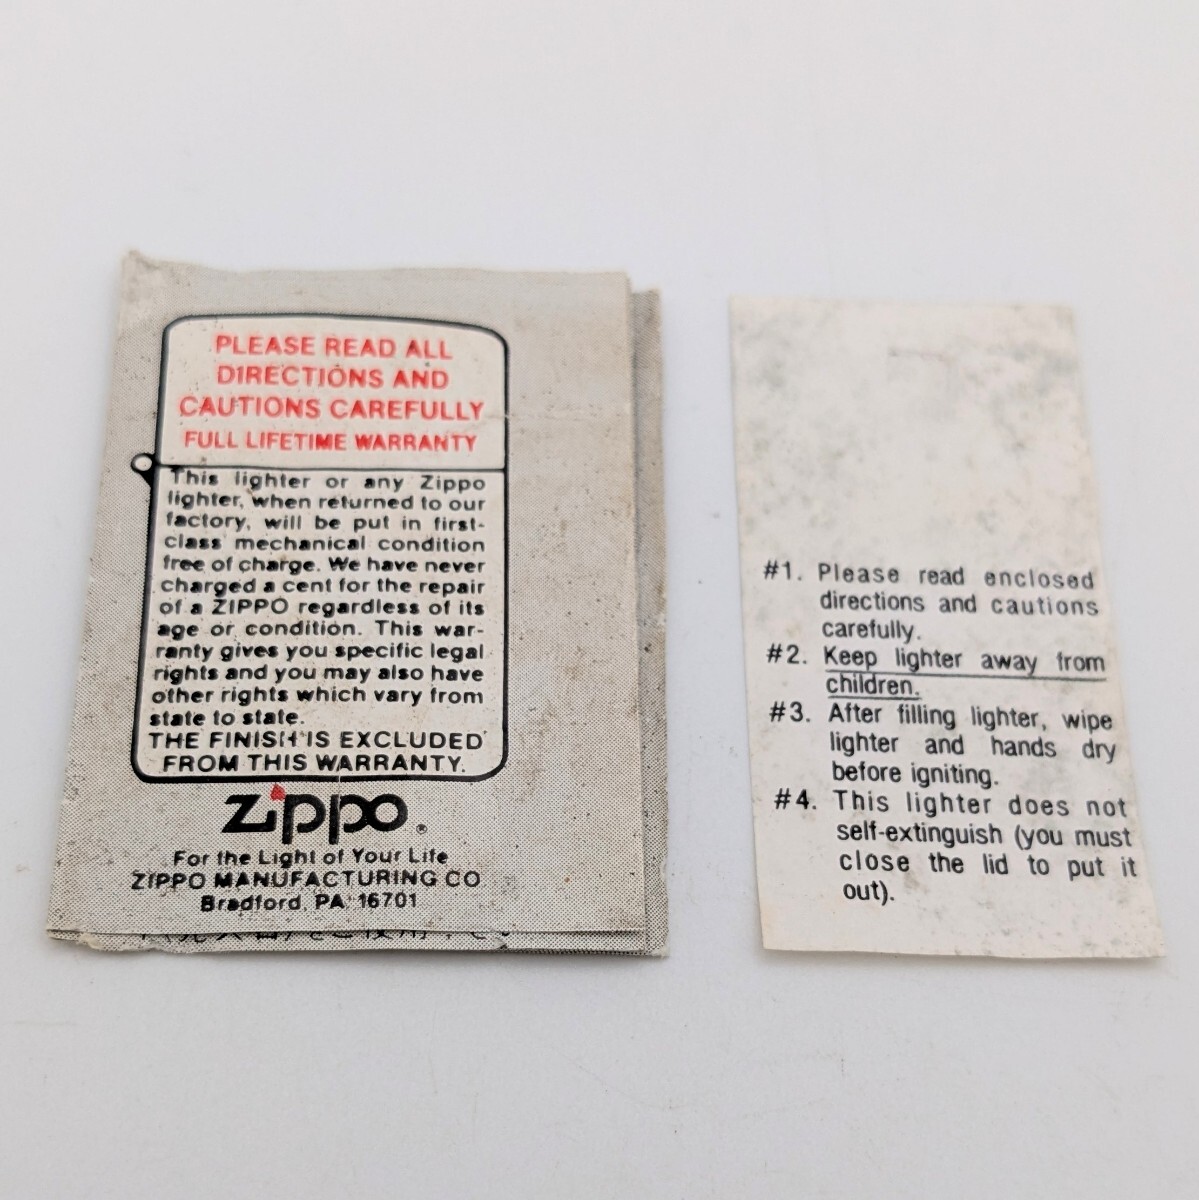 PLEASE READ ALL
DIRECTIONS AND
CAUTIONS CAREFULLY
FULL LIFETIME WARRANTY
This lighter or any Zippo
lighter, when returned to our
factory, will be put in first-
class mechanical condition
free of charge. We have never
charged a cent for the repair
of a ZIPPO regardless of its
age or condition. This war-
ranty gives you specific legal
rights and you may also have
other rights which vary from
state to state.
THE FINISH IS EXCLUDED
FROM THIS WARRANTY.
Zippo®
For the Light of Your Life
ZIPPO MANUFACTURING CO
Bradford, PA 16701
#1. Please read enclosed
directions and cautions
carefully.
#2. Keep lighter away from
children.
#3. After filling lighter, wipe
lighter and hands dry
before igniting.
#4. This lighter does not
self-extinguish (you must
close the lid to put it
out).